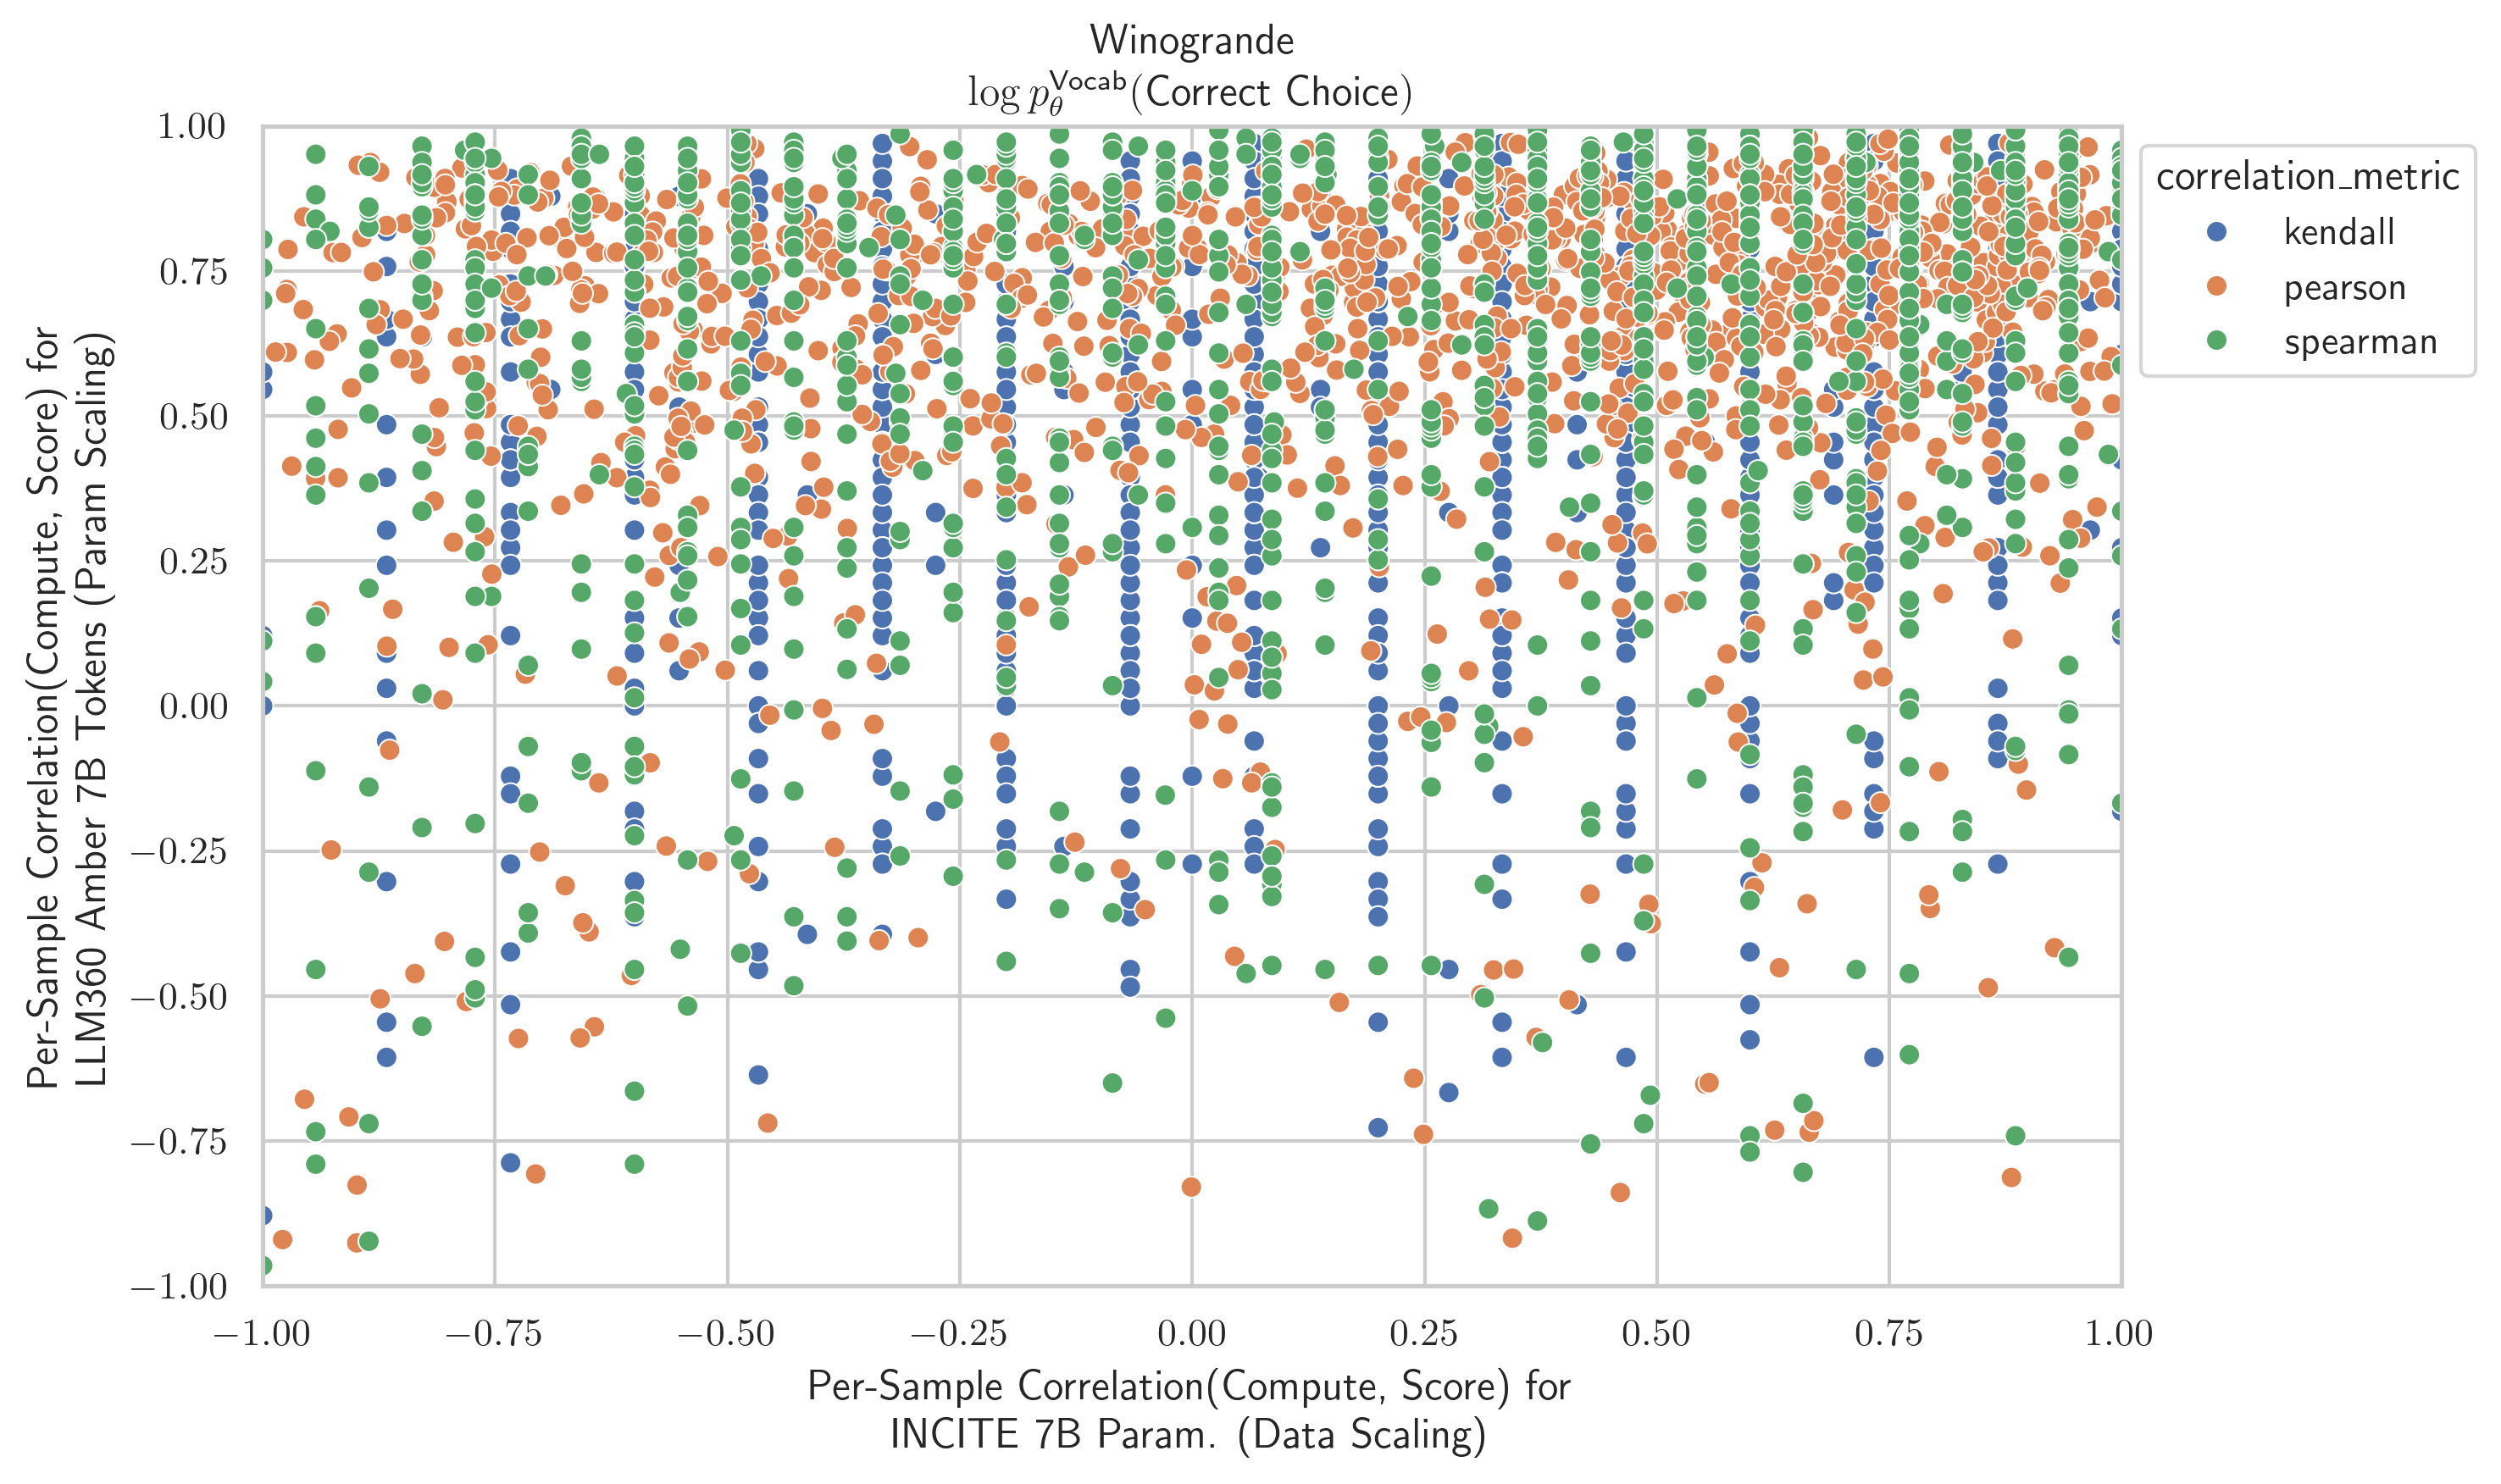 Winogrande
log p_θ^Vocab(Correct Choice)
1.00
0.75
0.50
0.25
0.00
−0.25
−0.50
−0.75
−1.00
Per-Sample Correlation(Compute, Score) for
LLM360 Amber 7B Tokens (Param Scaling)
correlation_metric
kendall
pearson
spearman
−1.00 −0.75 −0.50 −0.25 0.00 0.25 0.50 0.75 1.00
Per-Sample Correlation(Compute, Score) for
INCITE 7B Param. (Data Scaling)